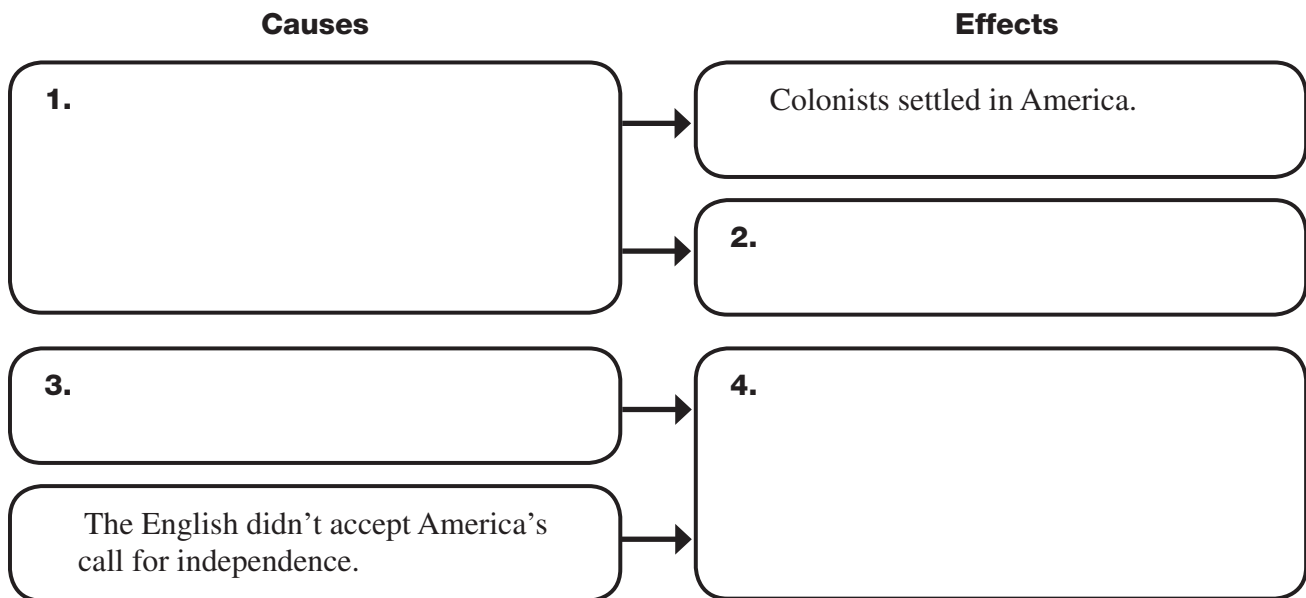 Causes
Effects
1.
Colonists settled in America.
2.
3.
4.
The English didn’t accept America’s
call for independence.